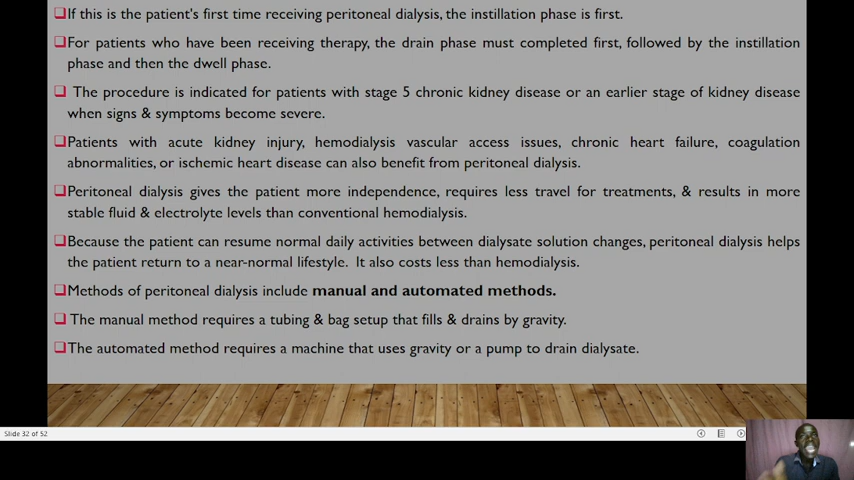 If this is the patient's first time receiving peritoneal dialysis, the instillation phase is first.
For patients who have been receiving therapy, the drain phase must completed first, followed by the instillation
phase and then the dwell phase.
The procedure is indicated for patients with stage 5 chronic kidney disease or an earlier stage of kidney disease
when signs & symptoms become severe.
Patients with acute kidney injury, hemodialysis vascular access issues, chronic heart failure, coagulation
abnormalities, or ischemic heart disease can also benefit from peritoneal dialysis.
Peritoneal dialysis gives the patient more independence, requires less travel for treatments, & results in more
stable fluid & electrolyte levels than conventional hemodialysis.
Because the patient can resume normal daily activities between dialysate solution changes, peritoneal dialysis helps
the patient return to a near-normal lifestyle. It also costs less than hemodialysis.
Methods of peritoneal dialysis include manual and automated methods.
The manual method requires a tubing & bag setup that fills & drains by gravity.
The automated method requires a machine that uses gravity or a pump to drain dialysate.
Slide 32 of 52